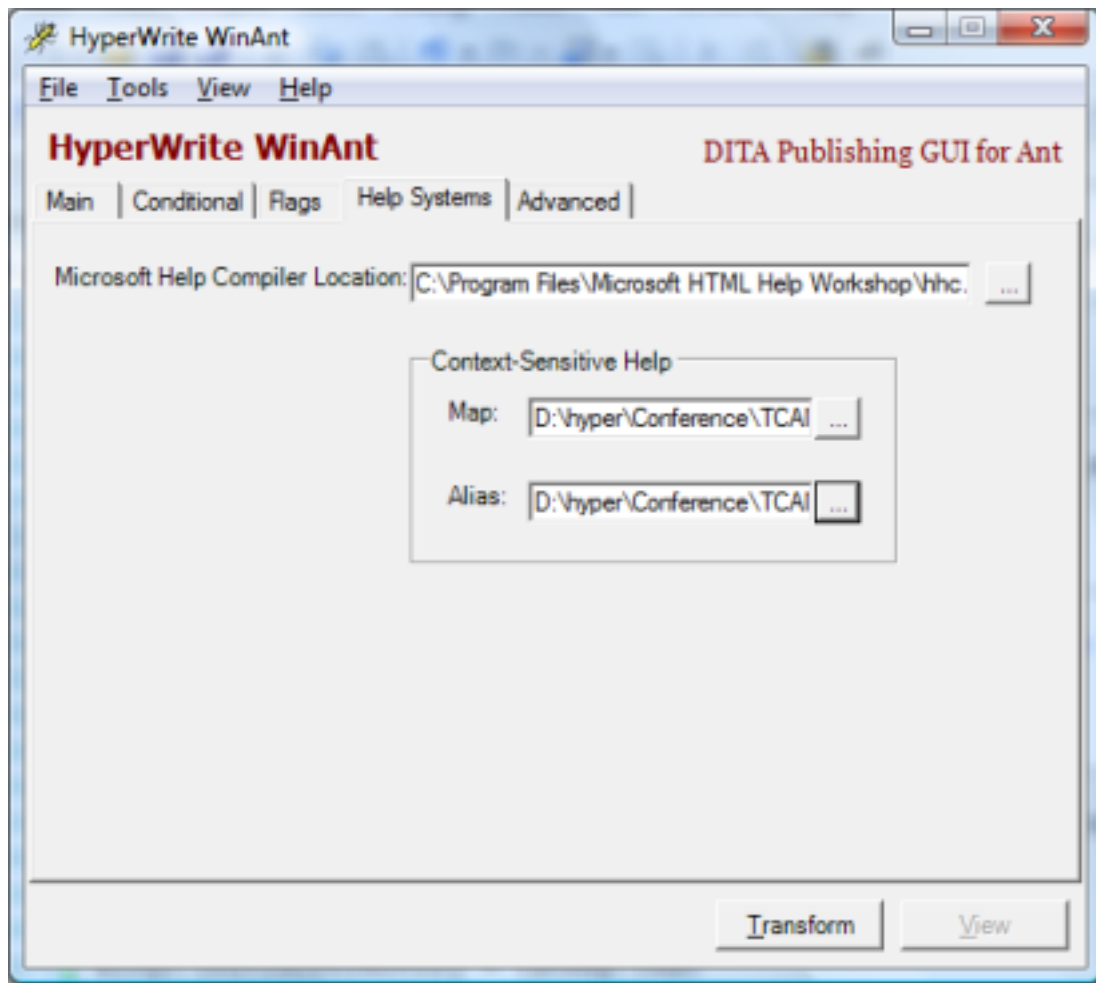 HyperWrite WinAnt
File Tools View Help
HyperWrite WinAnt DITA Publishing GUI for Ant
Main Conditional Flags Help Systems Advanced
Microsoft Help Compiler Location: C:\Program Files\Microsoft HTML Help Workshop\hhc. ...
Context-Sensitive Help
Map: D:\hyper\Conference\TCAI ...
Alias: D:\hyper\Conference\TCAI ...
Transform View